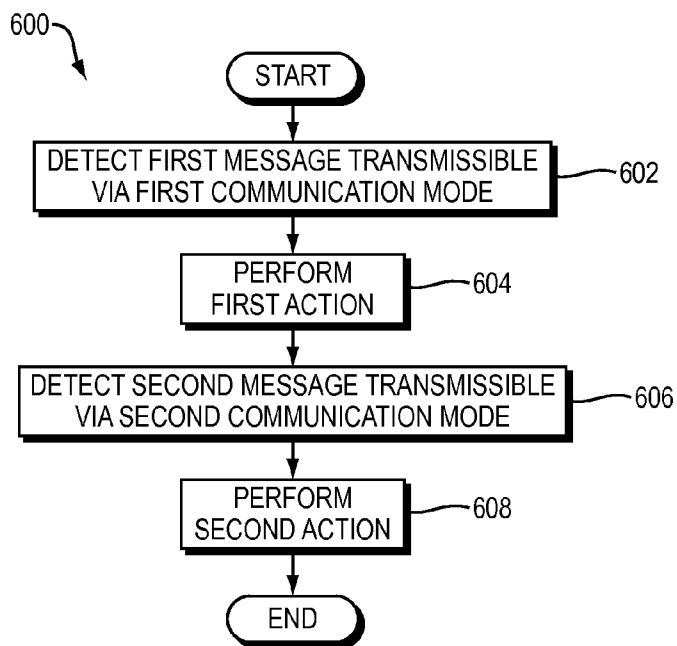 600
START
DETECT FIRST MESSAGE TRANSMISSIBLE
VIA FIRST COMMUNICATION MODE
602
PERFORM
FIRST ACTION
604
DETECT SECOND MESSAGE TRANSMISSIBLE
VIA SECOND COMMUNICATION MODE
606
PERFORM
SECOND ACTION
608
END